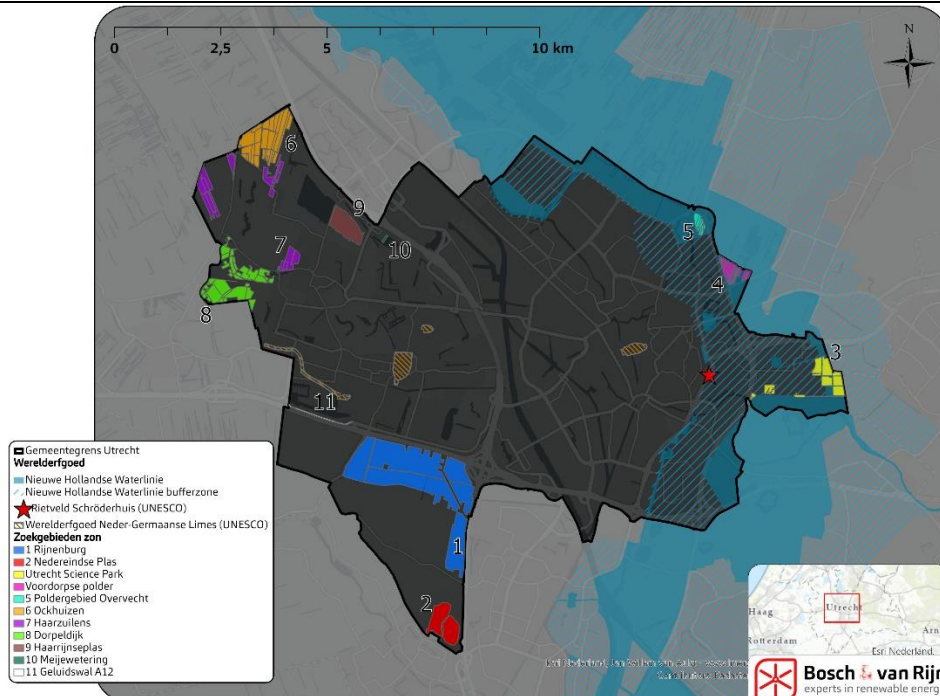 0 2,5 5 10 km
N
6
9
10
7
8
5
4
3
11
1
2
Gemeentegrens Utrecht
Werelderfgoed
Nieuwe Hollandse Waterlinie
Nieuwe Hollandse Waterlinie bufferzone
Rietveld Schröderhuis (UNESCO)
Werelderfgoed Neder-Germaanse Limes (UNESCO)
Zoekgebieden zon
1 Rijnenburg
2 Nedereindse Plas
Utrecht Science Park
Voordorpse polder
5 Poldergebied Overvecht
6 Ockhuizen
7 Haarzuilens
8 Dorpeldijk
9 Haarrijnseplas
10 Meijewetering
11 Geluidswal A12
Haag
Utrecht
Rotterdam
Arn
Esri Nederland,
Bosch & van Rijn
experts in renewable energ